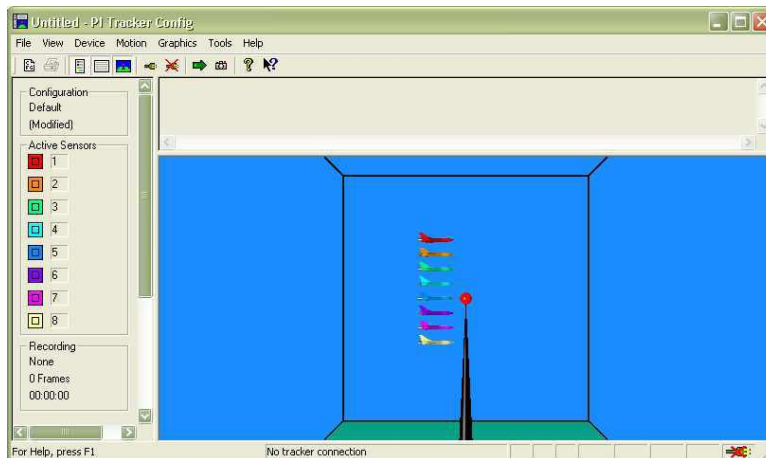 Untitled - PI Tracker Config
File View Device Motion Graphics Tools Help
Configuration
Default
(Modified)
Active Sensors
1
2
3
4
5
6
7
8
Recording
None
0 Frames
00:00:00
For Help, press F1
No tracker connection